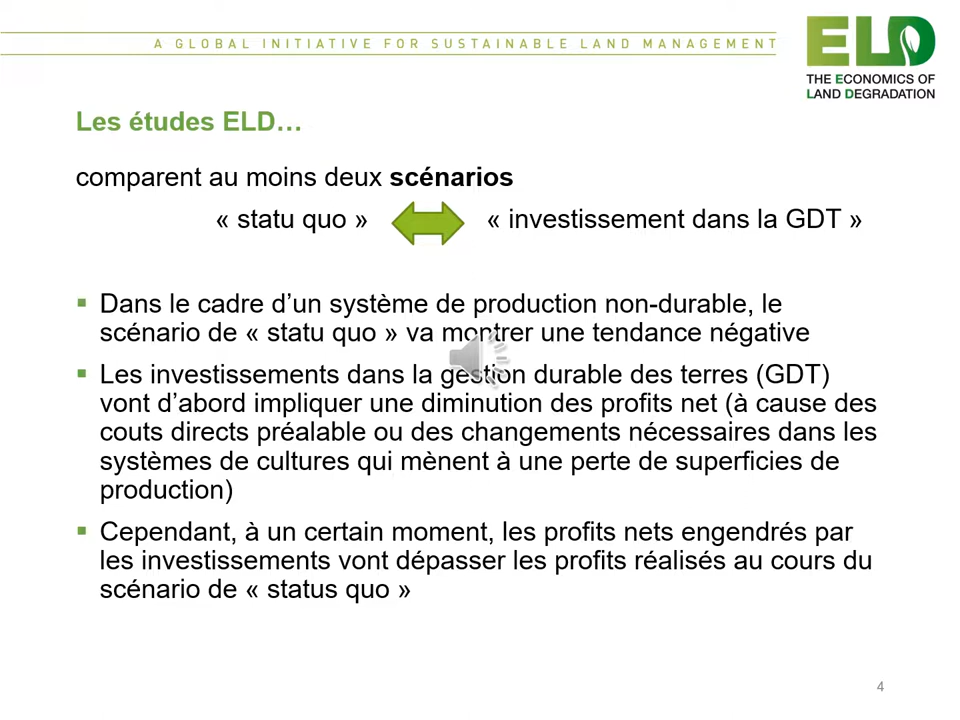 A GLOBAL INITIATIVE FOR SUSTAINABLE LAND MANAGEMENT
ELD
THE ECONOMICS OF
LAND DEGRADATION
Les études ELD…
comparent au moins deux scénarios
« statu quo » « investissement dans la GDT »
Dans le cadre d’un système de production non-durable, le
scénario de « statu quo » va montrer une tendance négative
Les investissements dans la gestion durable des terres (GDT)
vont d’abord impliquer une diminution des profits net (à cause des
couts directs préalable ou des changements nécessaires dans les
systèmes de cultures qui mènent à une perte de superficies de
production)
Cependant, à un certain moment, les profits nets engendrés par
les investissements vont dépasser les profits réalisés au cours du
scénario de « status quo »
4